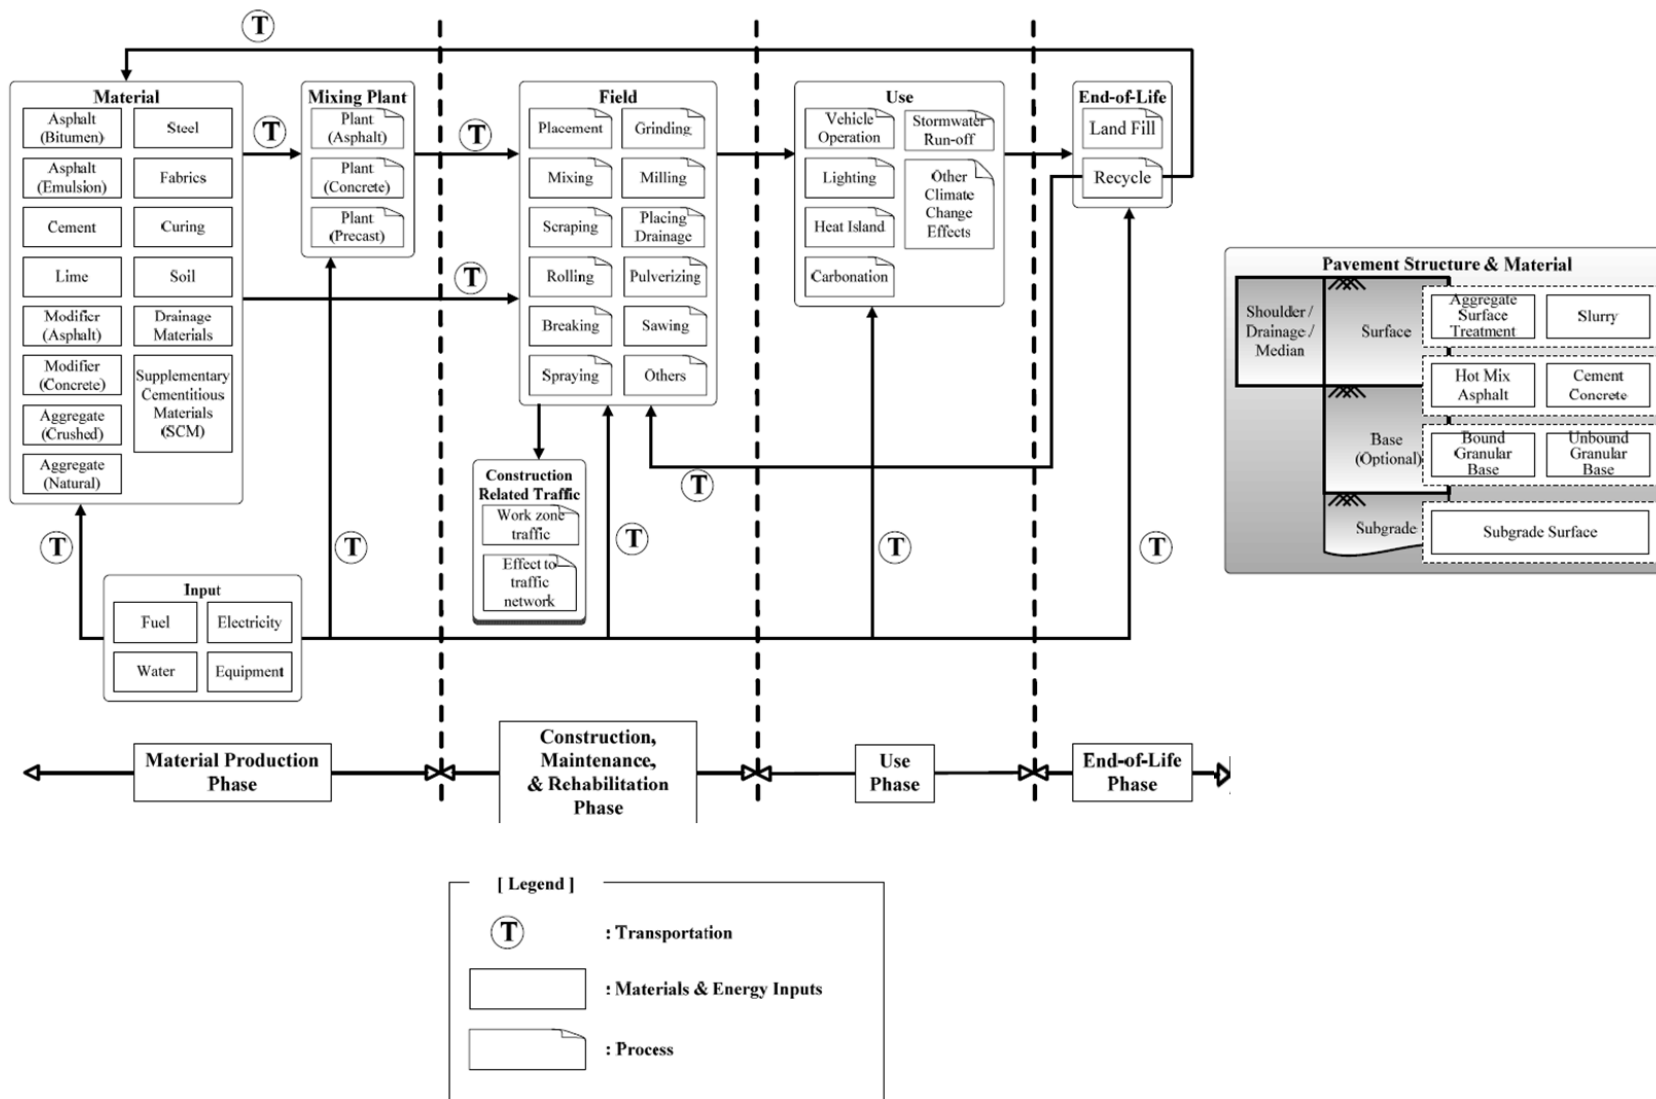 T
Material
Asphalt
(Bitumen)
Steel
Asphalt
(Emulsion)
Fabrics
Cement
Curing
Lime
Soil
Modifier
(Asphalt)
Drainage
Materials
Modifier
(Concrete)
Supplementary
Cementitious
Materials
(SCM)
Aggregate
(Crushed)
Aggregate
(Natural)
T
Mixing Plant
Plant
(Asphalt)
Plant
(Concrete)
Plant
(Precast)
T
T
Field
Placement
Grinding
Mixing
Milling
Scraping
Placing
Drainage
Rolling
Pulverizing
Breaking
Sawing
Spraying
Others
Use
Vehicle
Operation
Stormwater
Run-off
Lighting
Other
Climate
Change
Effects
Heat Island
Carbonation
End-of-Life
Land Fill
Recycle
Construction
Related Traffic
Work zone
traffic
Effect to
traffic
network
T
T
T
T
T
T
Input
Fuel
Electricity
Water
Equipment
Pavement Structure & Material
Shoulder /
Drainage /
Median
Surface
Aggregate
Surface
Treatment
Slurry
Hot Mix
Asphalt
Cement
Concrete
Base
(Optional)
Bound
Granular
Base
Unbound
Granular
Base
Subgrade
Subgrade Surface
Material Production
Phase
Construction,
Maintenance,
& Rehabilitation
Phase
Use
Phase
End-of-Life
Phase
[ Legend ]
T : Transportation
: Materials & Energy Inputs
: Process